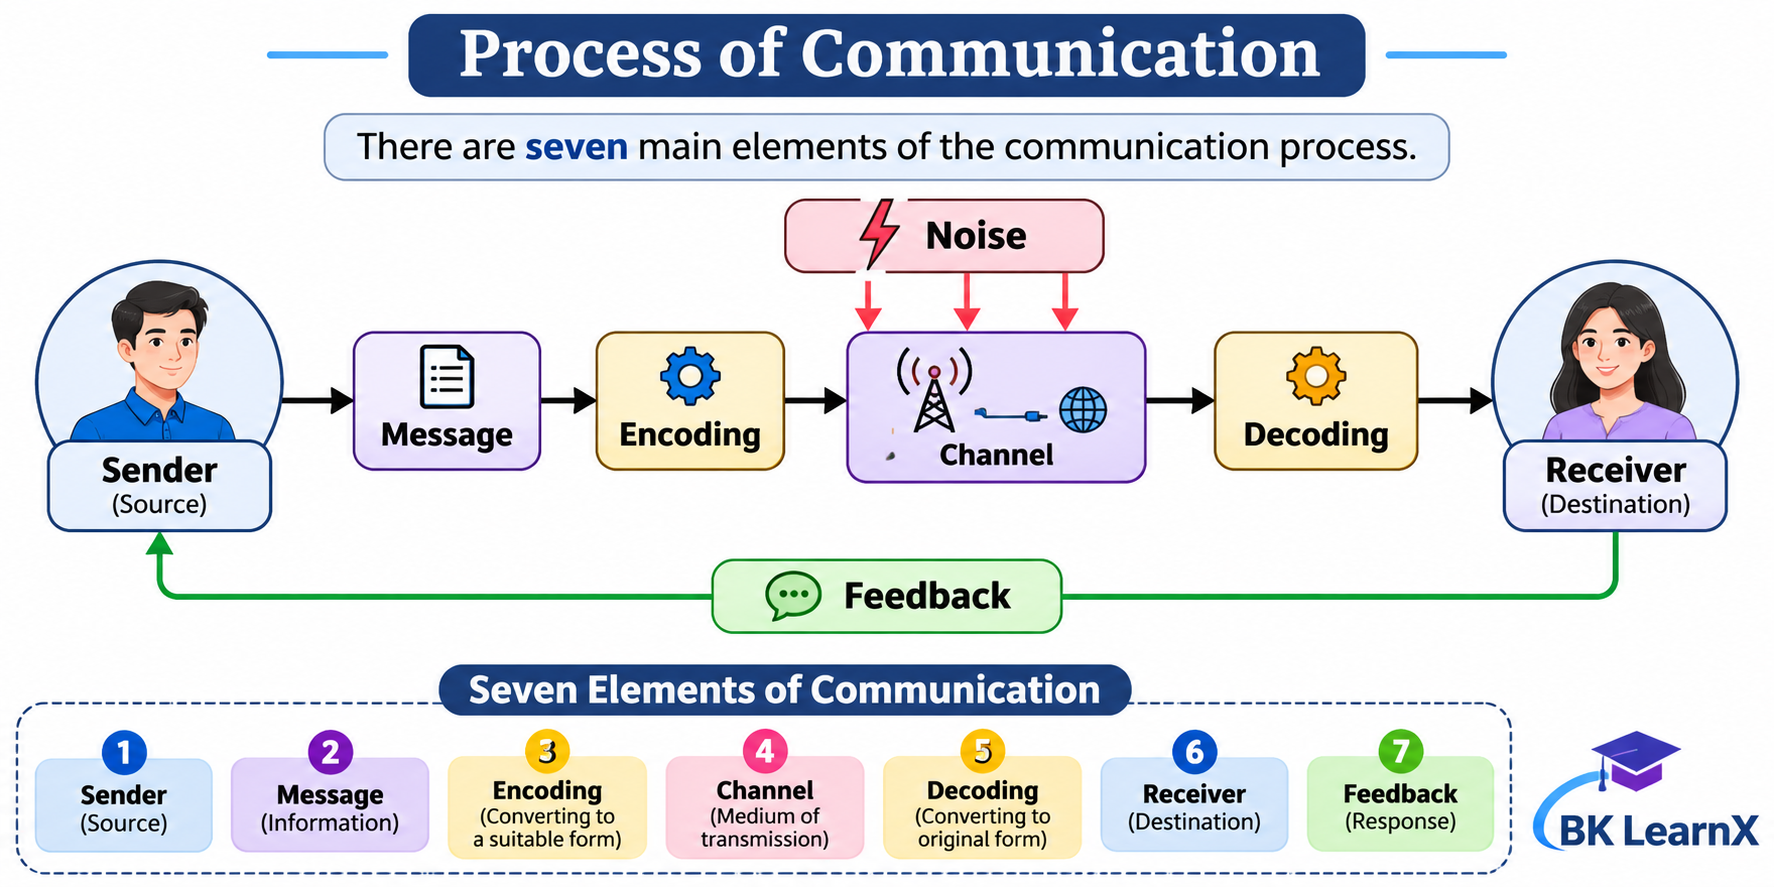 Process of Communication
There are seven main elements of the communication process.
Noise
Message
Encoding
Channel
Decoding
Sender
(Source)
Receiver
(Destination)
Feedback
Seven Elements of Communication
1
Sender
(Source)
2
Message
(Information)
3
Encoding
(Converting to
a suitable form)
4
Channel
(Medium of
transmission)
5
Decoding
(Converting to
original form)
6
Receiver
(Destination)
7
Feedback
(Response)
BK LearnX